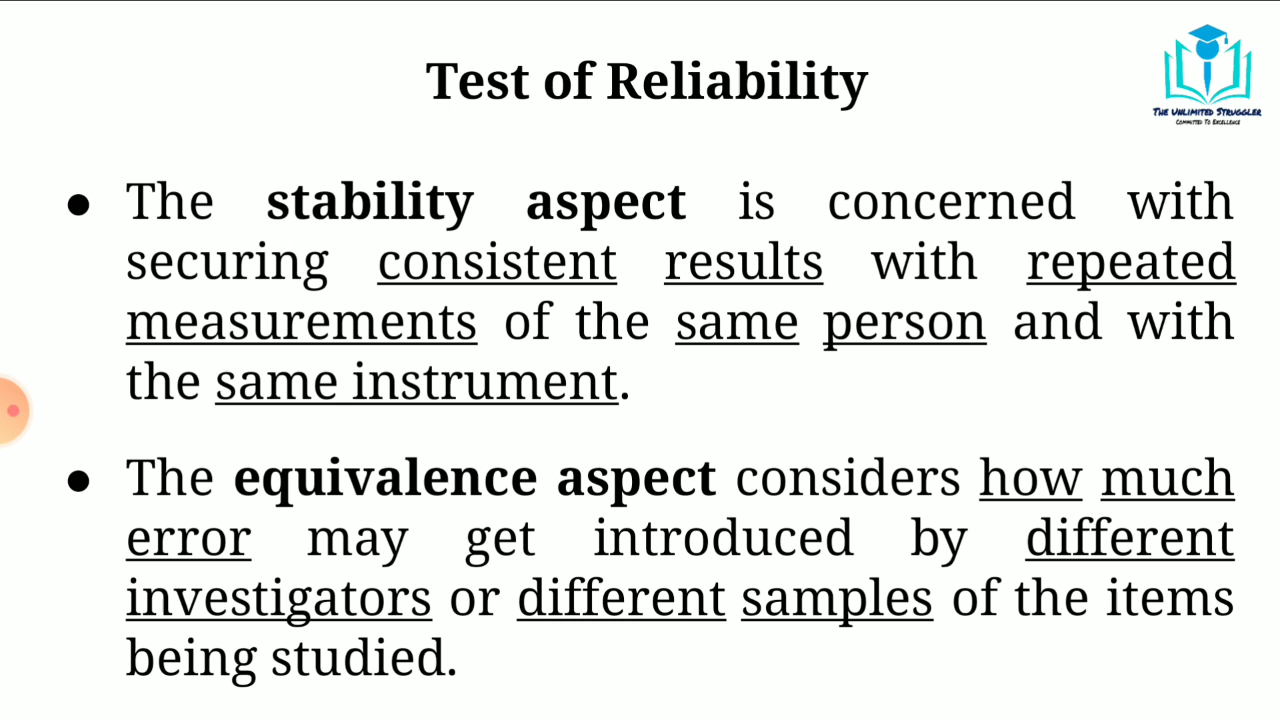 Test of Reliability
THE UNLIMITED STRUGGLER
COMMITTED TO EXCELLENCE
● The stability aspect is concerned with
securing consistent results with repeated
measurements of the same person and with
the same instrument.
● The equivalence aspect considers how much
error may get introduced by different
investigators or different samples of the items
being studied.